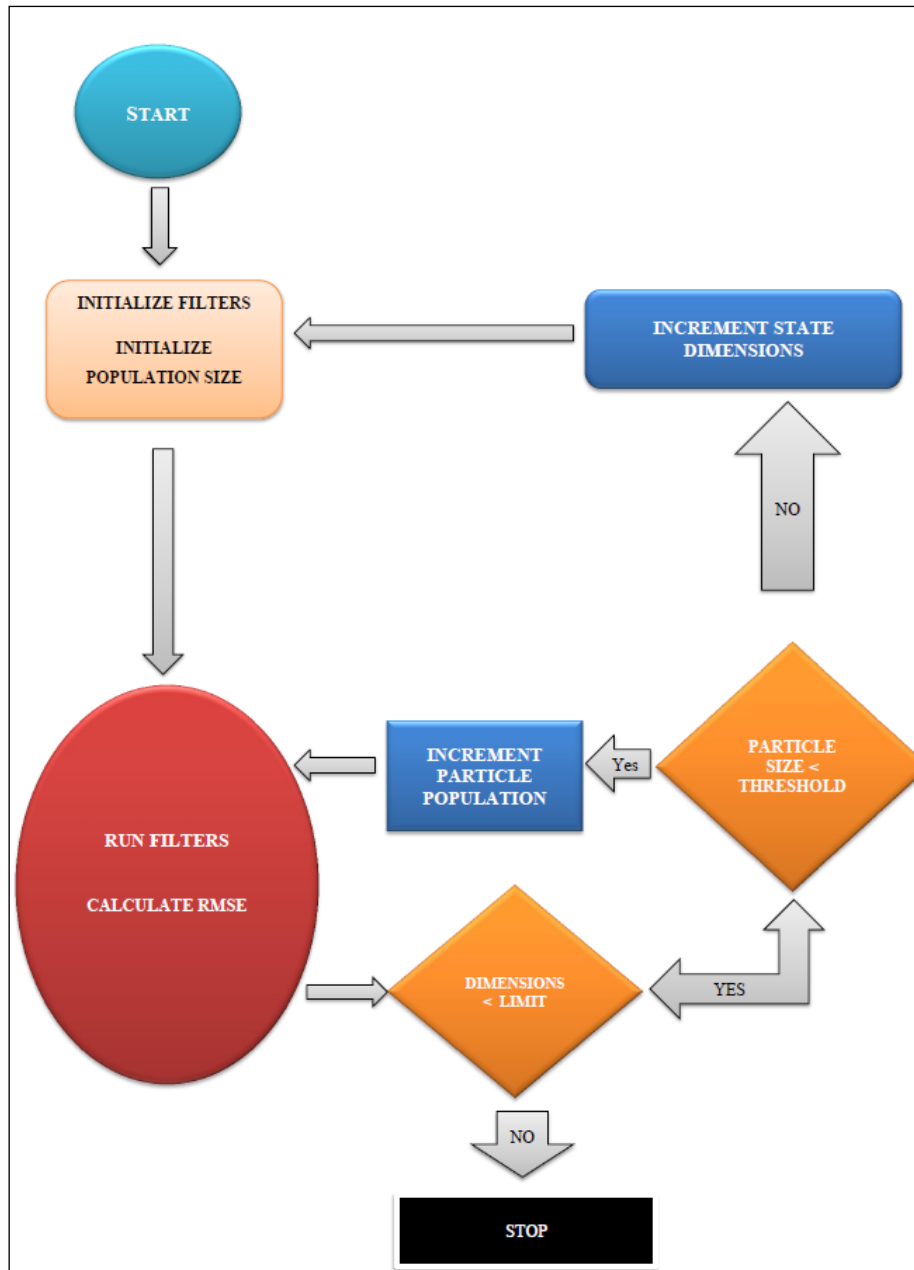 START
INITIALIZE FILTERS
INITIALIZE
POPULATION SIZE
INCREMENT STATE
DIMENSIONS
NO
PARTICLE
SIZE <
THRESHOLD
Yes
INCREMENT
PARTICLE
POPULATION
RUN FILTERS
CALCULATE RMSE
DIMENSIONS
< LIMIT
YES
NO
STOP